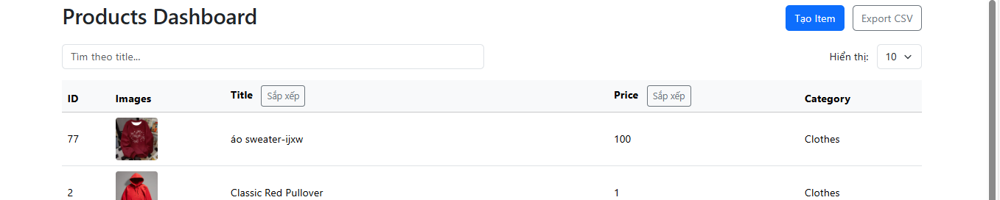 Products Dashboard Tạo Item Export CSV
Tìm theo title... Hiển thị: 10
ID Images Title Sắp xếp Price Sắp xếp Category
77 áo sweater-ijxw 100 Clothes
2 Classic Red Pullover 1 Clothes